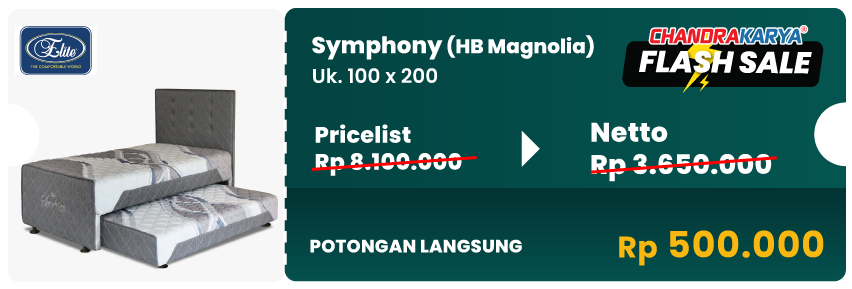 Elite
THE COMFORTABLE WORLD
Symphony (HB Magnolia)
Uk. 100 x 200
CHANDRAKARYA®
FLASH SALE
Pricelist
Rp 8.100.000
Netto
Rp 3.650.000
POTONGAN LANGSUNG
Rp 500.000